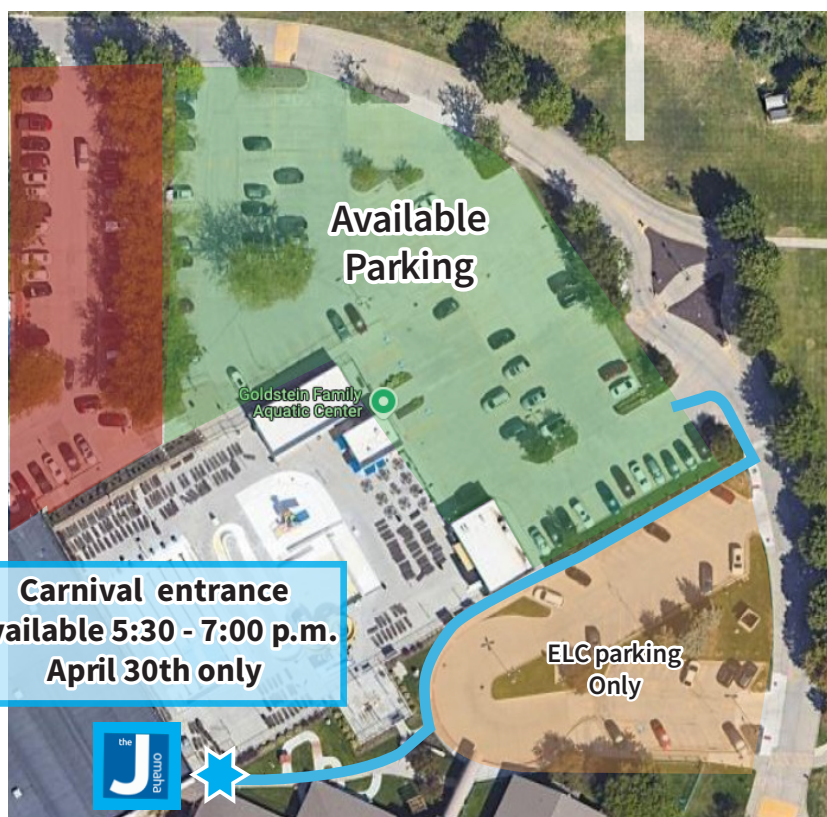 Available
Parking
Goldstein Family
Aquatic Center
Carnival entrance
vailable 5:30 - 7:00 p.m.
April 30th only
ELC parking
Only
the
J
omaha